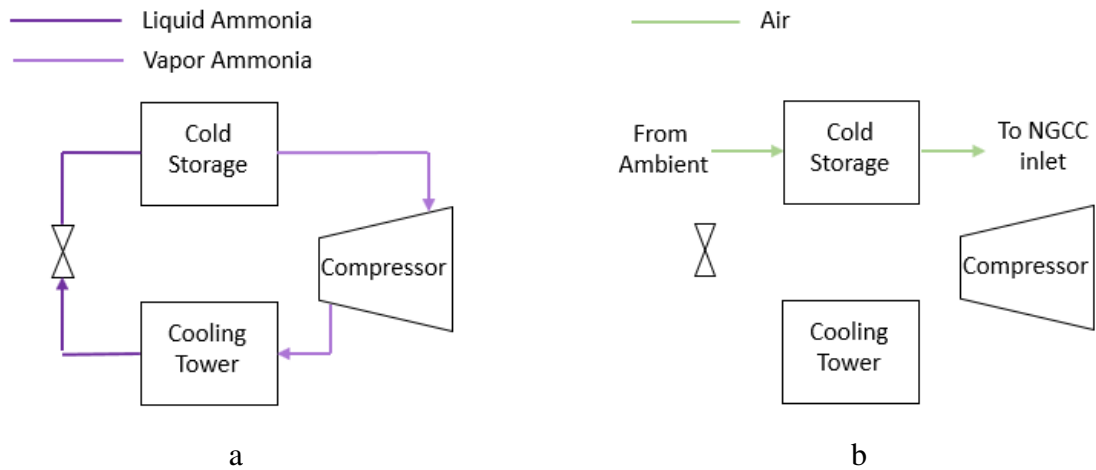 Liquid Ammonia
Vapor Ammonia
Cold
Storage
Compressor
Cooling
Tower
a
Air
From
Ambient
Cold
Storage
To NGCC
inlet
Compressor
Cooling
Tower
b